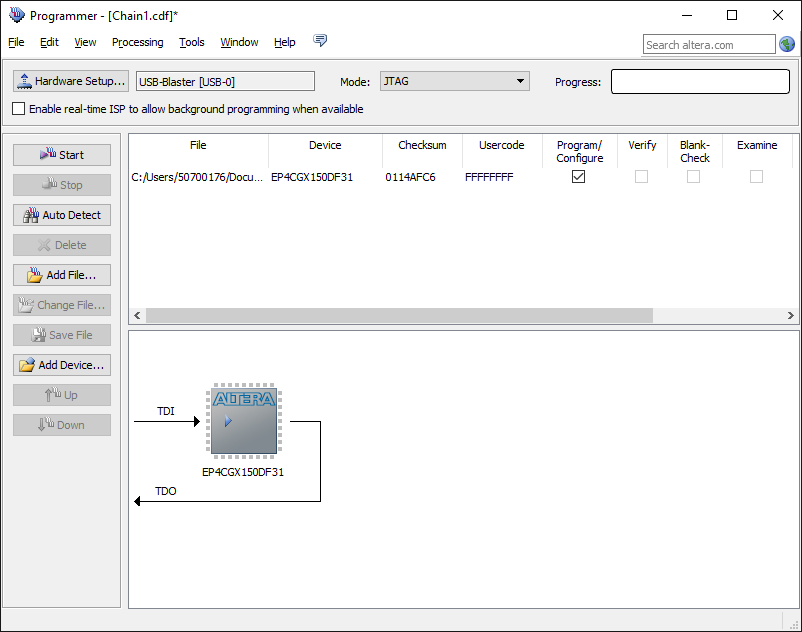 Programmer - [Chain1.cdf]*
File Edit View Processing Tools Window Help
Search altera.com
Hardware Setup... USB-Blaster [USB-0] Mode: JTAG Progress:
Enable real-time ISP to allow background programming when available
Start
Stop
Auto Detect
Delete
Add File...
Change File...
Save File
Add Device...
Up
Down
File Device Checksum Usercode Program/ Verify Blank- Examine
Configure Check
C:/Users/50700176/Docu... EP4CGX150DF31 0114AFC6 FFFFFFFF
ALTERA
TDI
EP4CGX150DF31
TDO